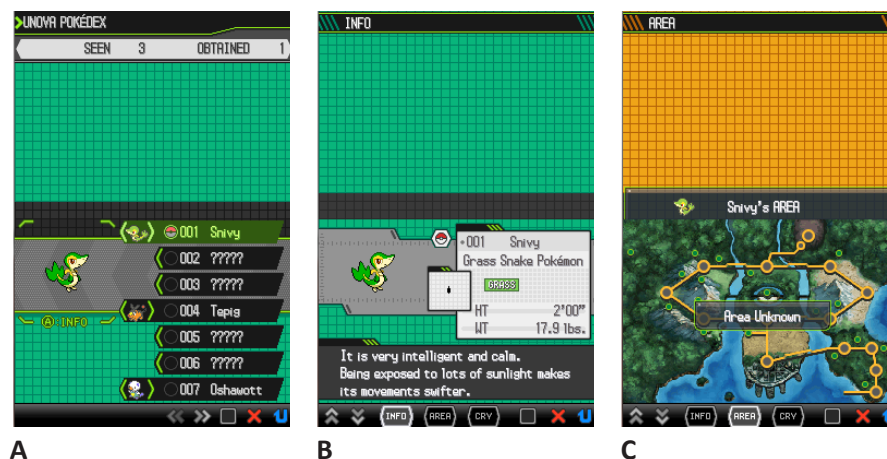 UNOVA POKÉDEX
SEEN 3 OBTAINED 1
001 Snivy
002 ?????
003 ?????
004 Tepig
005 ?????
006 ?????
007 Oshawott
Ⓐ: INFO
A
INFO
001 Snivy
Grass Snake Pokémon
GRASS
HT 2'00"
WT 17.9 lbs.
It is very intelligent and calm.
Being exposed to lots of sunlight makes
its movements swifter.
INFO AREA CRY
B
AREA
Snivy's AREA
Area Unknown
INFO AREA CRY
C